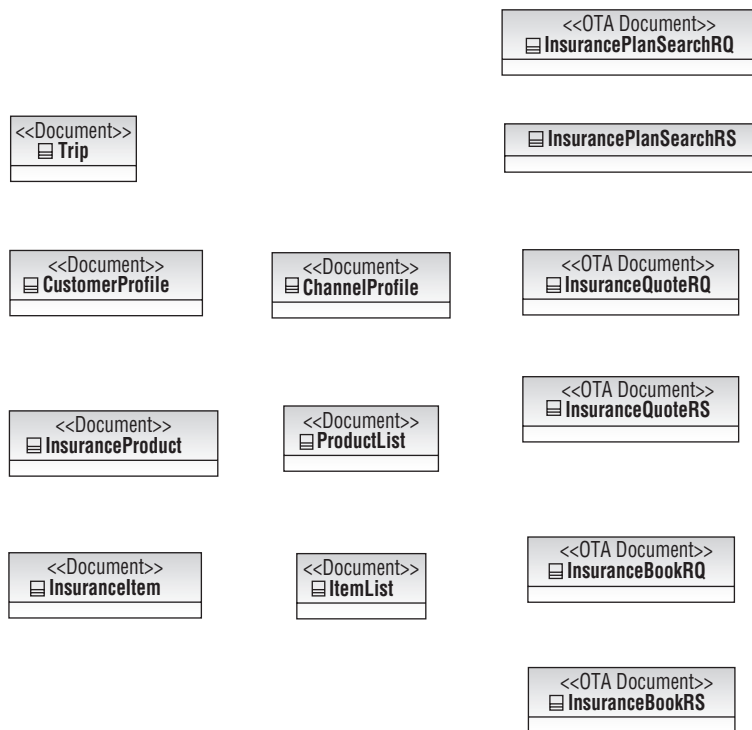 <<OTA Document>>
InsurancePlanSearchRQ
<<Document>>
Trip
InsurancePlanSearchRS
<<Document>>
CustomerProfile
<<Document>>
ChannelProfile
<<OTA Document>>
InsuranceQuoteRQ
<<OTA Document>>
InsuranceQuoteRS
<<Document>>
InsuranceProduct
<<Document>>
ProductList
<<Document>>
InsuranceItem
<<Document>>
ItemList
<<OTA Document>>
InsuranceBookRQ
<<OTA Document>>
InsuranceBookRS